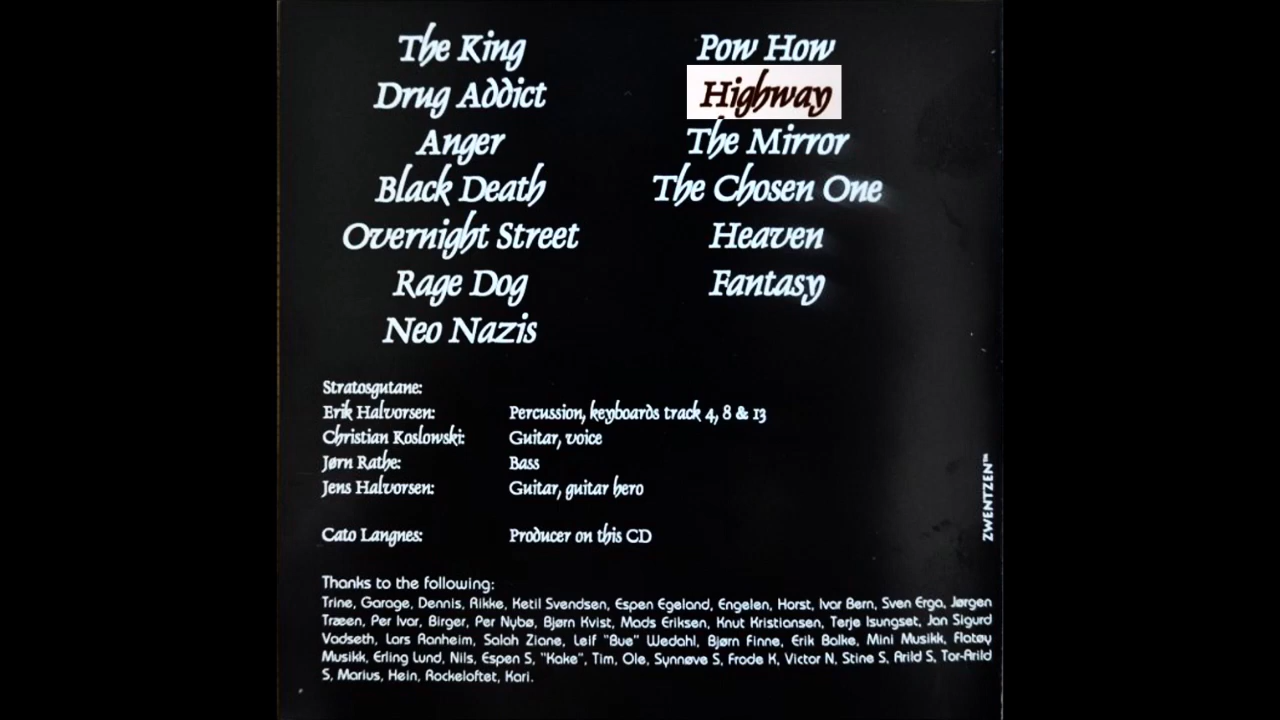 The King
Drug Addict
Anger
Black Death
Overnight Street
Rage Dog
Neo Nazis
Pow How
Highway
The Mirror
The Chosen One
Heaven
Fantasy
Stratosgutane:
Erik Halvorsen: Percussion, keyboards track 4, 8 & 13
Christian Koslowski: Guitar, voice
Jørn Rathe: Bass
Jens Halvorsen: Guitar, guitar hero
Cato Langnes: Producer on this CD
Thanks to the following:
Trine, Garage, Dennis, Rikke, Ketil Svendsen, Espen Egeland, Engelen, Horst, Ivar Bern, Sven Erga, Jørgen
Træen, Per Ivar, Birger, Per Nybø, Bjørn Kvist, Mads Eriksen, Knut Kristiansen, Terje Isungset, Jan Sigurd
Vadseth, Lars Ranheim, Salah Ziane, Leif "Bue" Wedahl, Bjørn Finne, Erik Balke, Mini Musikk, Fløtøy
Musikk, Erling Lund, Nils, Espen S, "Kake", Tim, Ole, Synnøve S, Frode K, Victor N, Stine S, Arild S, Tor-Arild
S, Marius, Hein, Rockeloftet, Kari.
ZWENTZEN™